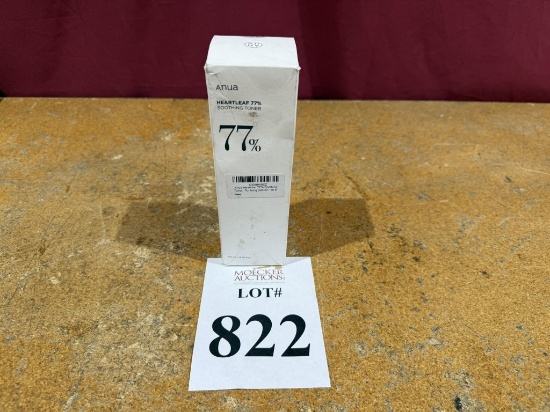 Anua
HEARTLEAF 77%
SOOTHING TONER
77%
MOECKER
AUCTIONS
LOT#
822